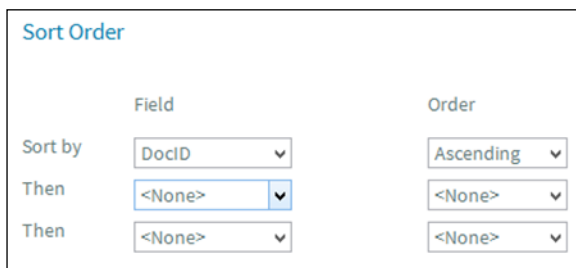 Sort Order
Field Order
Sort by DocID Ascending
Then <None> <None>
Then <None> <None>